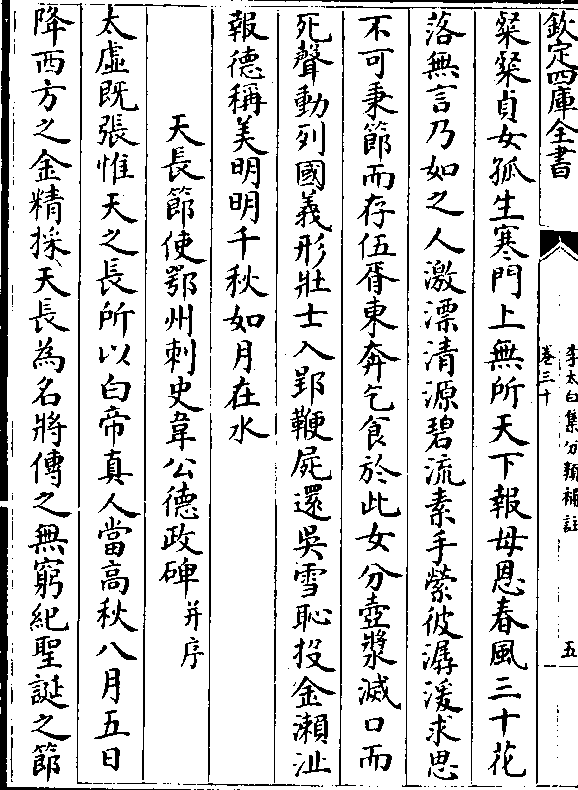 欽定四庫全書
李太白集分類補註
卷三十
五
粲粲貞女孤生寒門上無所天下報母恩春風三十花
落無言乃如之人激漂清源碧流素手縈彼潺湲求思
不可秉節而存伍胥東奔乞食於此女分壺漿滅口而
死聲動列國義形壯士入郢鞭屍還吳雪恥投金瀨沚
報德稱美明明千秋如月在水
天長節使鄂州刺史韋公德政碑并序
太虛既張惟天之長所以白帝真人當高秋八月五日
降西方之金精採天長為名將傳之無窮紀聖誕之節